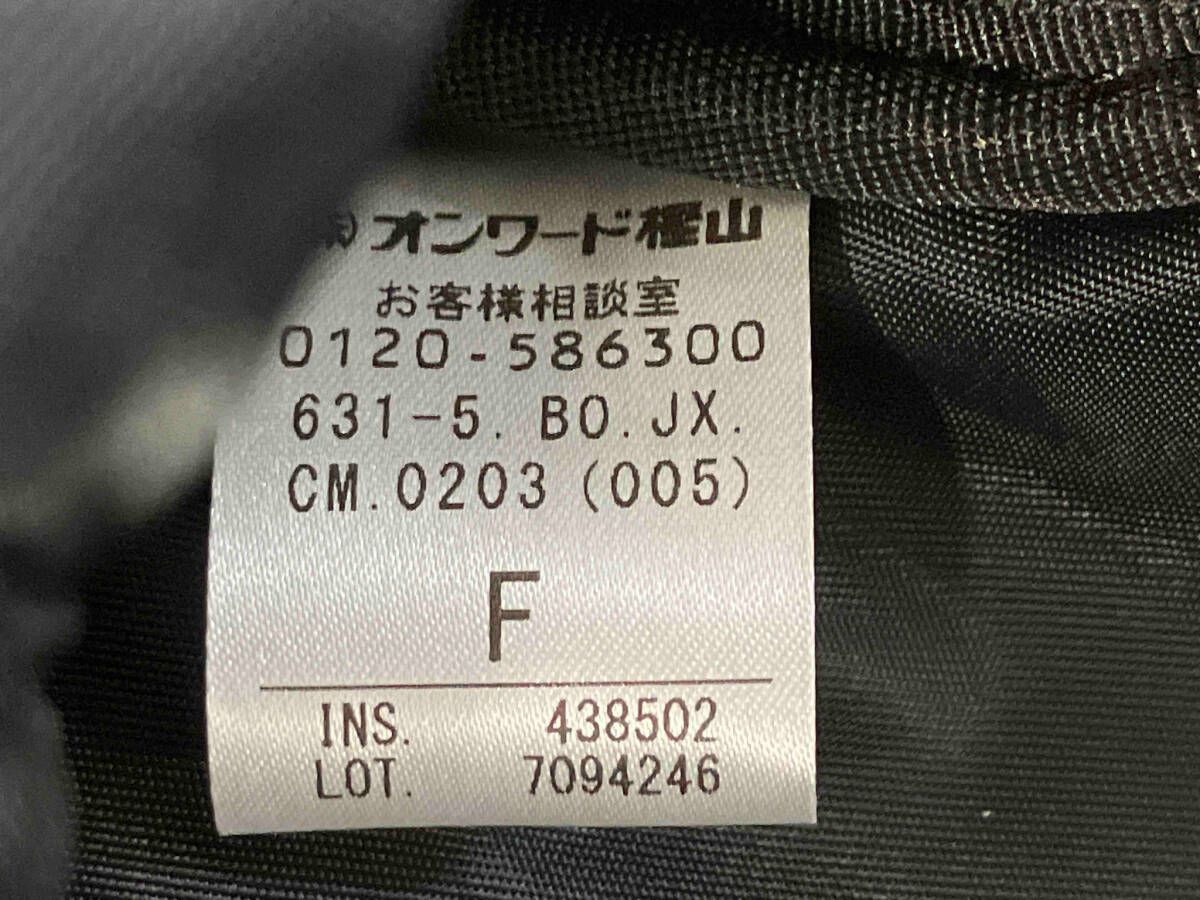 ㈱オンワード樫山
お客様相談室
0120-586300
631-5. BO. JX.
CM. 0203 (005)
F
INS. 438502
LOT. 7094246